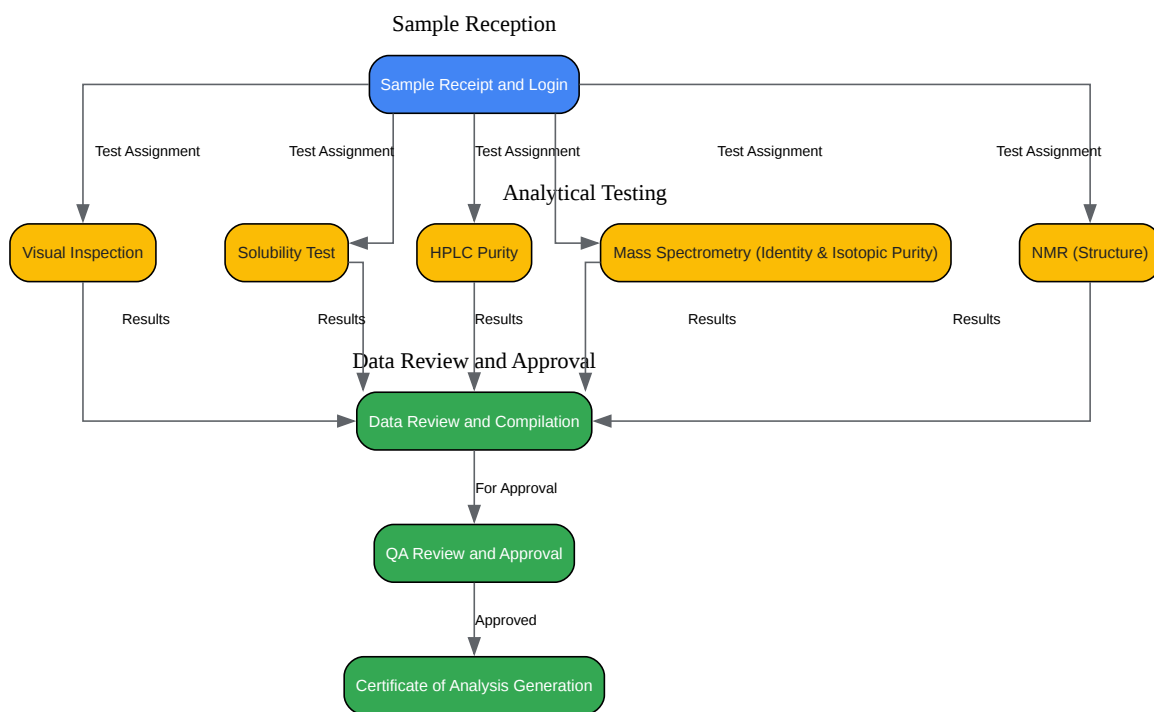 Sample Reception
Sample Receipt and Login
Test Assignment
Test Assignment
Test Assignment
Test Assignment
Test Assignment
Analytical Testing
Visual Inspection
Solubility Test
HPLC Purity
Mass Spectrometry (Identity & Isotopic Purity)
NMR (Structure)
Results
Results
Results
Results
Results
Data Review and Approval
Data Review and Compilation
For Approval
QA Review and Approval
Approved
Certificate of Analysis Generation